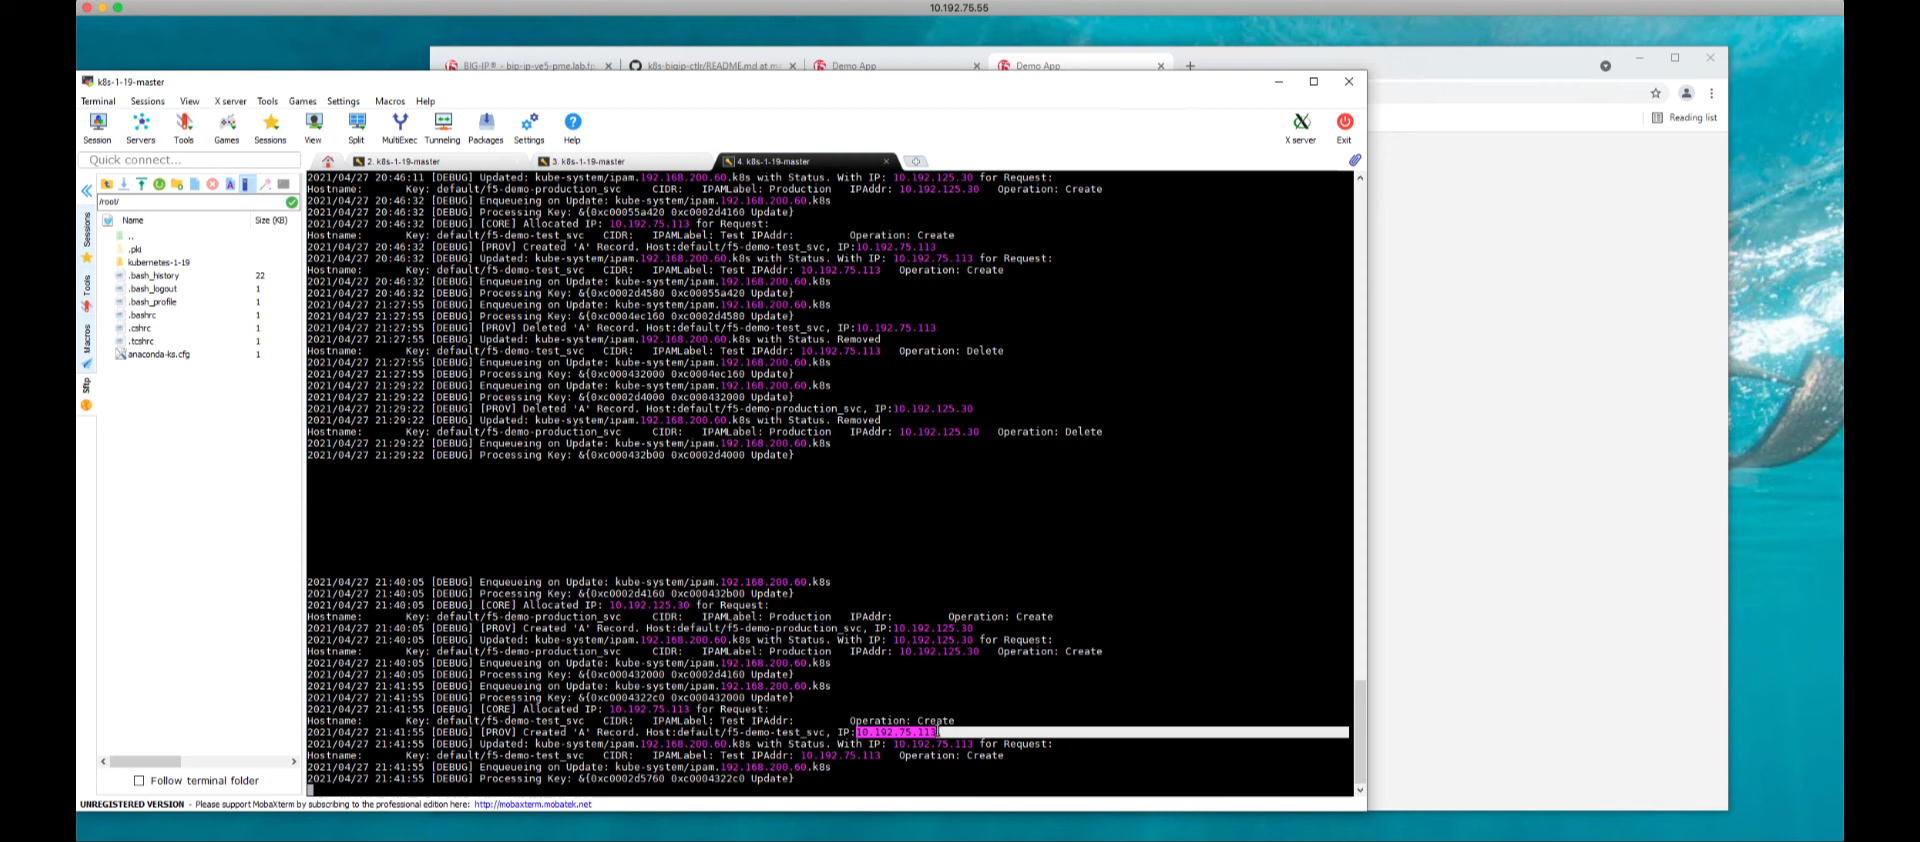 10.192.75.55
BIG-IP® - bip-ip-ve5-pme.lab.fp
k8s-bigip-ctlr/README.md at ma
Demo App
Demo App
k8s-1-19-master
Terminal Sessions View X server Tools Games Settings Macros Help
Session Servers Tools Games Sessions View Split MultiExec Tunneling Packages Settings Help X server Exit
Reading list
Quick connect...
2. k8s-1-19-master
3. k8s-1-19-master
4. k8s-1-19-master
/root/
Name Size (KB)
..
.pki
kubernetes-1-19
.bash_history 22
.bash_logout 1
.bash_profile 1
.bashrc 1
.cshrc 1
.tcshrc 1
anaconda-ks.cfg 1
Sessions
Tools
Macros
Sftp
2021/04/27 20:46:11 [DEBUG] Updated: kube-system/ipam.192.168.200.60.k8s with Status. With IP: 10.192.125.30 for Request:
Hostname: Key: default/f5-demo-production_svc CIDR: IPAMLabel: Production IPAddr: 10.192.125.30 Operation: Create
2021/04/27 20:46:32 [DEBUG] Enqueueing on Update: kube-system/ipam.192.168.200.60.k8s
2021/04/27 20:46:32 [DEBUG] Processing Key: &{0xc00055a420 0xc0002d4160 Update}
2021/04/27 20:46:32 [DEBUG] [CORE] Allocated IP: 10.192.75.113 for Request:
Hostname: Key: default/f5-demo-test_svc CIDR: IPAMLabel: Test IPAddr: Operation: Create
2021/04/27 20:46:32 [DEBUG] [PROV] Created 'A' Record. Host:default/f5-demo-test_svc, IP:10.192.75.113
2021/04/27 20:46:32 [DEBUG] Updated: kube-system/ipam.192.168.200.60.k8s with Status. With IP: 10.192.75.113 for Request:
Hostname: Key: default/f5-demo-test_svc CIDR: IPAMLabel: Test IPAddr: 10.192.75.113 Operation: Create
2021/04/27 20:46:32 [DEBUG] Enqueueing on Update: kube-system/ipam.192.168.200.60.k8s
2021/04/27 20:46:32 [DEBUG] Processing Key: &{0xc0002d4580 0xc00055a420 Update}
2021/04/27 21:27:55 [DEBUG] Enqueueing on Update: kube-system/ipam.192.168.200.60.k8s
2021/04/27 21:27:55 [DEBUG] Processing Key: &{0xc0004ec160 0xc0002d4580 Update}
2021/04/27 21:27:55 [DEBUG] [PROV] Deleted 'A' Record. Host:default/f5-demo-test_svc, IP:10.192.75.113
2021/04/27 21:27:55 [DEBUG] Updated: kube-system/ipam.192.168.200.60.k8s with Status. Removed
Hostname: Key: default/f5-demo-test_svc CIDR: IPAMLabel: Test IPAddr: 10.192.75.113 Operation: Delete
2021/04/27 21:27:55 [DEBUG] Enqueueing on Update: kube-system/ipam.192.168.200.60.k8s
2021/04/27 21:27:55 [DEBUG] Processing Key: &{0xc000432000 0xc0004ec160 Update}
2021/04/27 21:29:22 [DEBUG] Enqueueing on Update: kube-system/ipam.192.168.200.60.k8s
2021/04/27 21:29:22 [DEBUG] Processing Key: &{0xc0002d4000 0xc000432000 Update}
2021/04/27 21:29:22 [DEBUG] [PROV] Deleted 'A' Record. Host:default/f5-demo-production_svc, IP:10.192.125.30
2021/04/27 21:29:22 [DEBUG] Updated: kube-system/ipam.192.168.200.60.k8s with Status. Removed
Hostname: Key: default/f5-demo-production_svc CIDR: IPAMLabel: Production IPAddr: 10.192.125.30 Operation: Delete
2021/04/27 21:29:22 [DEBUG] Enqueueing on Update: kube-system/ipam.192.168.200.60.k8s
2021/04/27 21:29:22 [DEBUG] Processing Key: &{0xc000432b00 0xc0002d4000 Update}
2021/04/27 21:40:05 [DEBUG] Enqueueing on Update: kube-system/ipam.192.168.200.60.k8s
2021/04/27 21:40:05 [DEBUG] Processing Key: &{0xc0002d4160 0xc000432b00 Update}
2021/04/27 21:40:05 [DEBUG] [CORE] Allocated IP: 10.192.125.30 for Request:
Hostname: Key: default/f5-demo-production_svc CIDR: IPAMLabel: Production IPAddr: Operation: Create
2021/04/27 21:40:05 [DEBUG] [PROV] Created 'A' Record. Host:default/f5-demo-production_svc, IP:10.192.125.30
2021/04/27 21:40:05 [DEBUG] Updated: kube-system/ipam.192.168.200.60.k8s with Status. With IP: 10.192.125.30 for Request:
Hostname: Key: default/f5-demo-production_svc CIDR: IPAMLabel: Production IPAddr: 10.192.125.30 Operation: Create
2021/04/27 21:40:05 [DEBUG] Enqueueing on Update: kube-system/ipam.192.168.200.60.k8s
2021/04/27 21:40:05 [DEBUG] Processing Key: &{0xc000432000 0xc0002d4160 Update}
2021/04/27 21:41:55 [DEBUG] Enqueueing on Update: kube-system/ipam.192.168.200.60.k8s
2021/04/27 21:41:55 [DEBUG] Processing Key: &{0xc0004322c0 0xc000432000 Update}
2021/04/27 21:41:55 [DEBUG] [CORE] Allocated IP: 10.192.75.113 for Request:
Hostname: Key: default/f5-demo-test_svc CIDR: IPAMLabel: Test IPAddr: Operation: Create
2021/04/27 21:41:55 [DEBUG] [PROV] Created 'A' Record. Host:default/f5-demo-test_svc, IP:10.192.75.113
2021/04/27 21:41:55 [DEBUG] Updated: kube-system/ipam.192.168.200.60.k8s with Status. With IP: 10.192.75.113 for Request:
Hostname: Key: default/f5-demo-test_svc CIDR: IPAMLabel: Test IPAddr: 10.192.75.113 Operation: Create
2021/04/27 21:41:55 [DEBUG] Enqueueing on Update: kube-system/ipam.192.168.200.60.k8s
2021/04/27 21:41:55 [DEBUG] Processing Key: &{0xc0002d5760 0xc0004322c0 Update}
Follow terminal folder
UNREGISTERED VERSION - Please support MobaXterm by subscribing to the professional edition here: http://mobaxterm.mobatek.net